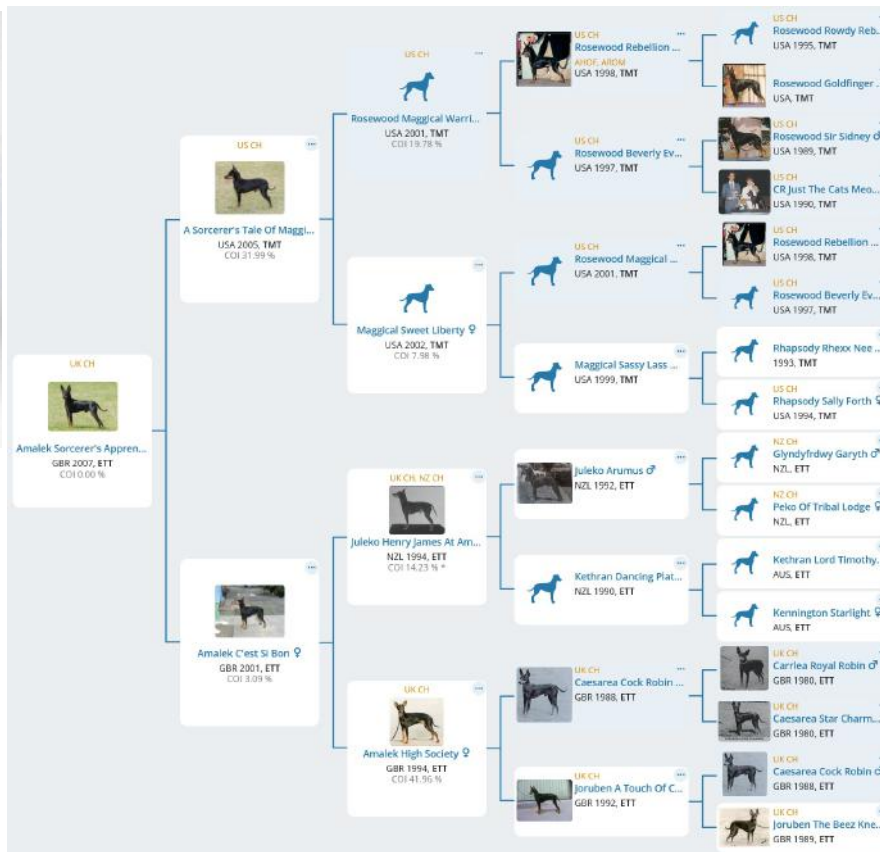 UK CH
Amalek Sorcerer's Appren...
GBR 2007, ETT
COI 0.00 %
US CH
A Sorcerer's Tale Of Maggi...
USA 2005, TMT
COI 31.99 %
Amalek C'est Si Bon ♀
GBR 2001, ETT
COI 3.09 %
US CH
Rosewood Maggical Warri...
USA 2001, TMT
COI 19.78 %
Maggical Sweet Liberty ♀
USA 2002, TMT
COI 7.98 %
UK CH, NZ CH
Juleko Henry James At Am...
NZL 1994, ETT
COI 14.23 % *
UK CH
Amalek High Society ♀
GBR 1994, ETT
COI 41.96 %
US CH
Rosewood Rebellion ...
AHOF, AROM
USA 1998, TMT
US CH
Rosewood Beverly Ev...
USA 1997, TMT
US CH
Rosewood Maggical ...
USA 2001, TMT
Maggical Sassy Lass ...
USA 1999, TMT
Juleko Arumus ♂
NZL 1992, ETT
Kethran Dancing Plat...
NZL 1990, ETT
UK CH
Caesarea Cock Robin ...
GBR 1988, ETT
UK CH
Joruben A Touch Of C...
GBR 1992, ETT
US CH
Rosewood Rowdy Reb...
USA 1995, TMT
Rosewood Goldfinger ...
USA, TMT
US CH
Rosewood Sir Sidney ♂
USA 1989, TMT
US CH
CR Just The Cats Meo...
USA 1990, TMT
US CH
Rosewood Rebellion ...
USA 1998, TMT
US CH
Rosewood Beverly Ev...
USA 1997, TMT
Rhapsody Rhexx Nee ...
1993, TMT
US CH
Rhapsody Sally Forth ♀
USA 1994, TMT
NZ CH
Glyndyfrdwy Garyth ♂
NZL, ETT
NZ CH
Peko Of Tribal Lodge ♀
NZL, ETT
Kethran Lord Timothy...
AUS, ETT
Kennington Starlight ♀
AUS, ETT
UK CH
Carrlea Royal Robin ♂
GBR 1980, ETT
UK CH
Caesarea Star Charm...
GBR 1980, ETT
UK CH
Caesarea Cock Robin ♂
GBR 1988, ETT
UK CH
Joruben The Beez Kne...
GBR 1989, ETT